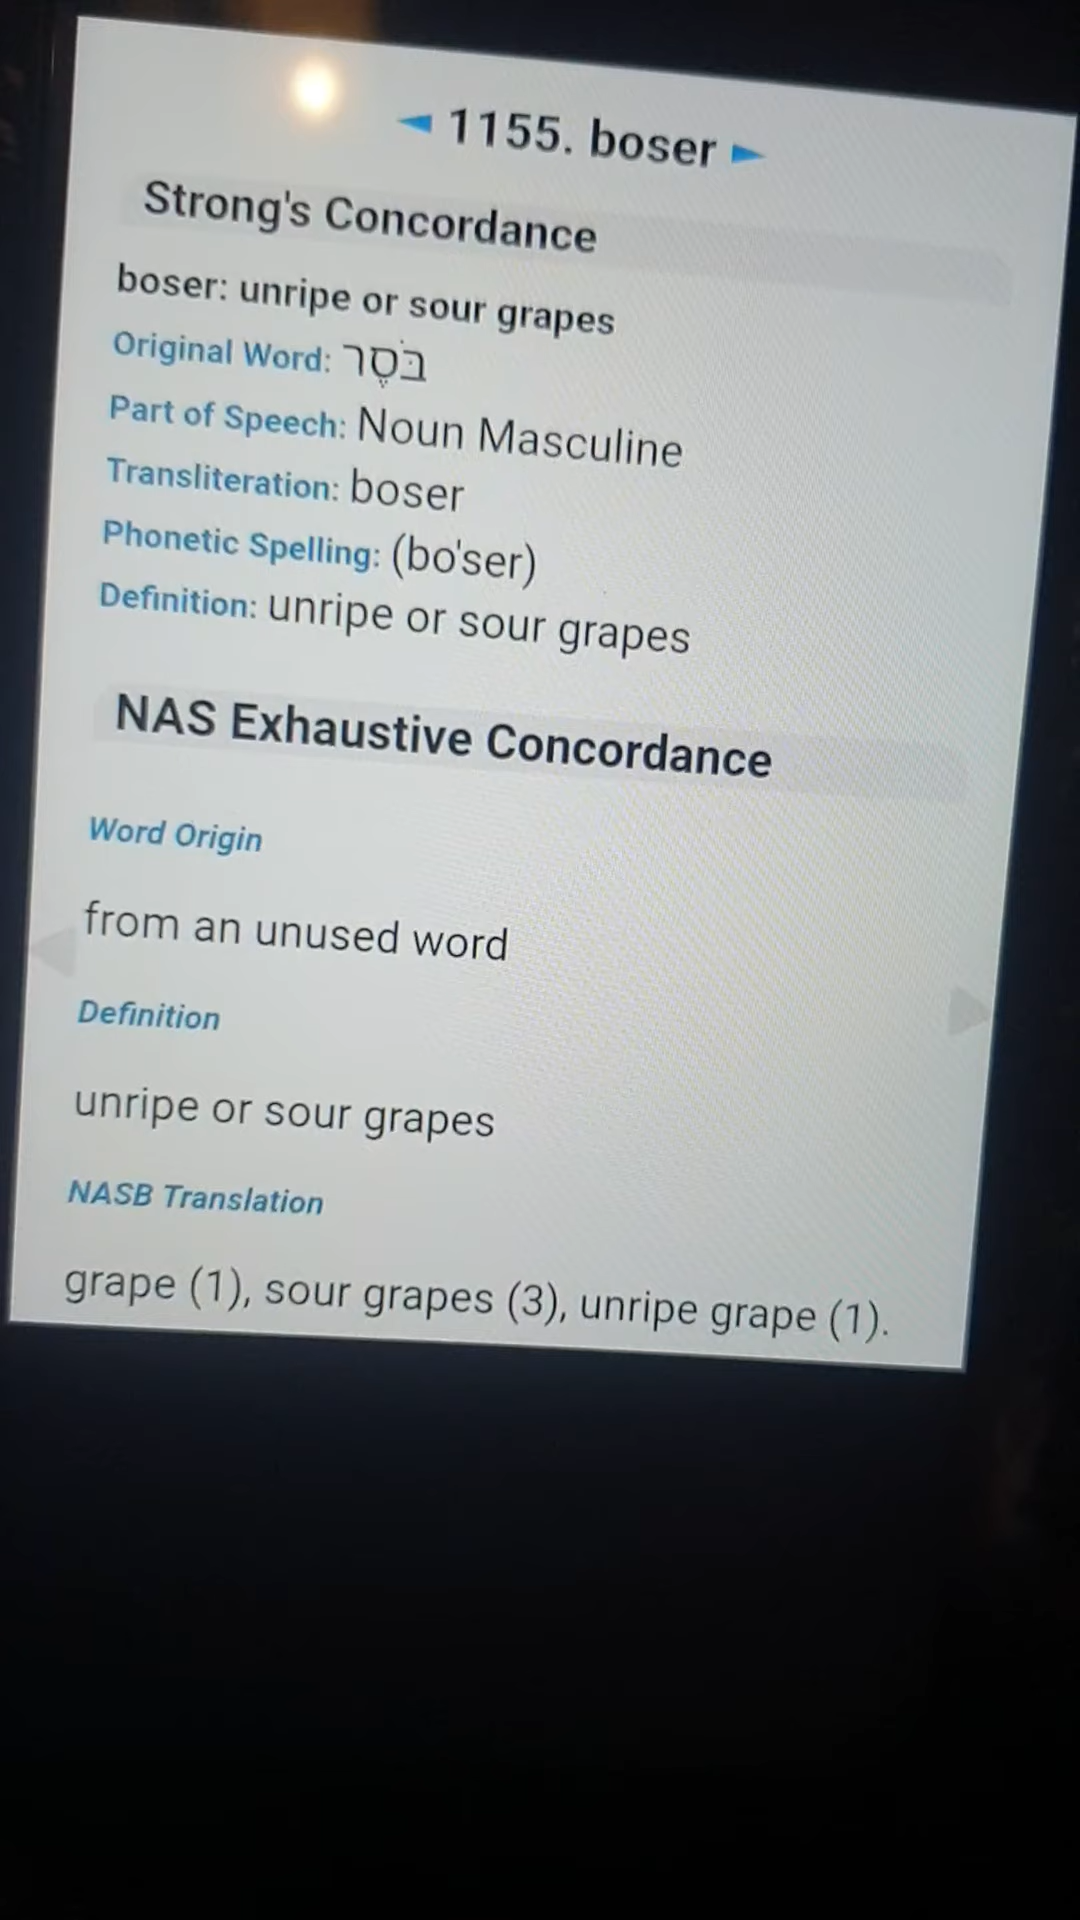 1155. boser
Strong's Concordance
boser: unripe or sour grapes
Original Word: בֹּסֶר
Part of Speech: Noun Masculine
Transliteration: boser
Phonetic Spelling: (bo'ser)
Definition: unripe or sour grapes
NAS Exhaustive Concordance
Word Origin
from an unused word
Definition
unripe or sour grapes
NASB Translation
grape (1), sour grapes (3), unripe grape (1).